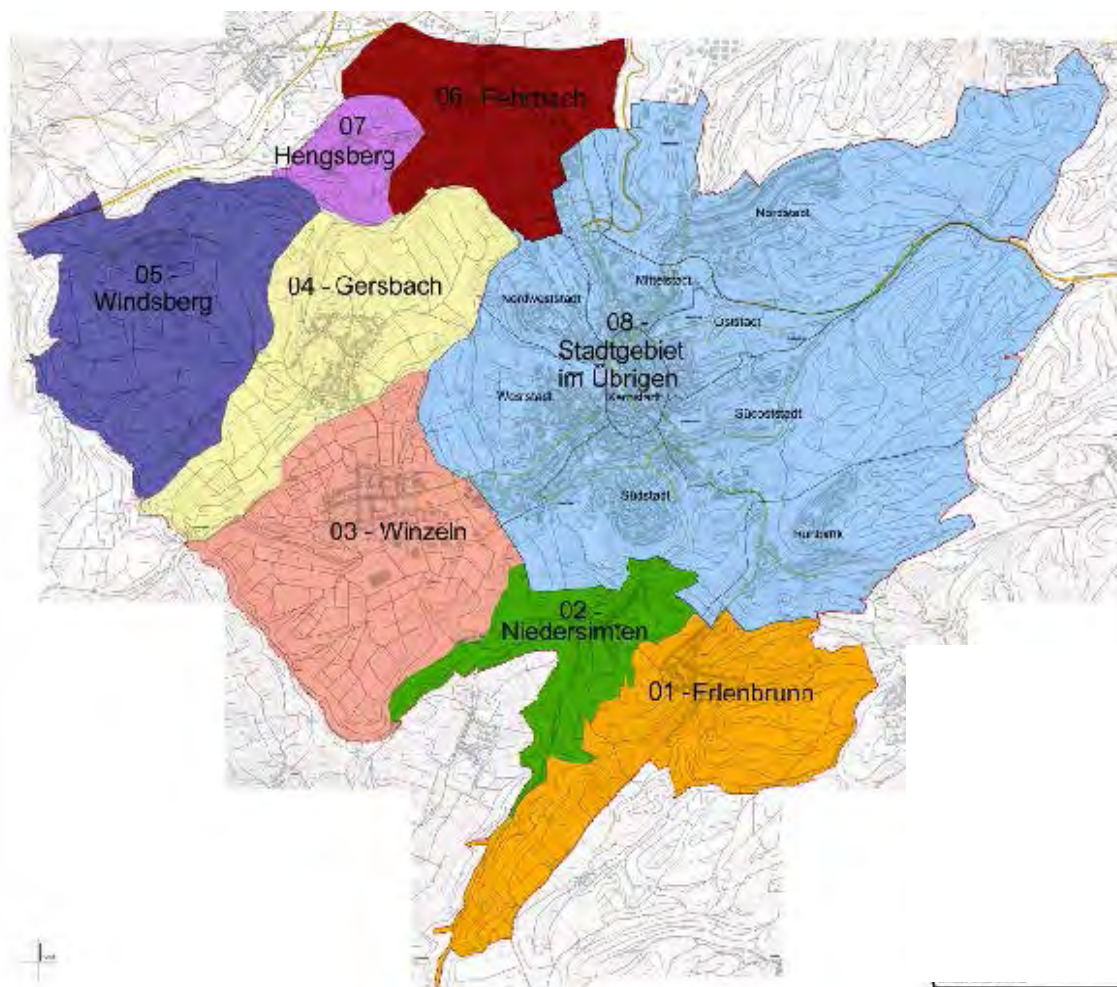 06 - Fehrbach
07
Hengsberg
05 -
Windsberg
04 - Gersbach
Nordstadt
Mittelstadt
Nordweststadt
Oststadt
08 -
Stadtgebiet
im Übrigen
Weststadt
Kernstadt
Südoststadt
03 - Winzeln
Südstadt
Ruhbank
02 -
Niedersimten
01 -Erlenbrunn